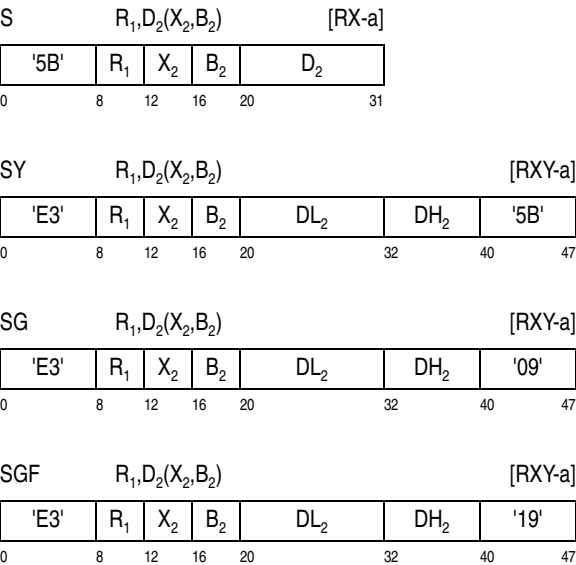 S R₁,D₂(X₂,B₂) [RX-a]
'5B' R₁ X₂ B₂ D₂
0 8 12 16 20 31
SY R₁,D₂(X₂,B₂) [RXY-a]
'E3' R₁ X₂ B₂ DL₂ DH₂ '5B'
0 8 12 16 20 32 40 47
SG R₁,D₂(X₂,B₂) [RXY-a]
'E3' R₁ X₂ B₂ DL₂ DH₂ '09'
0 8 12 16 20 32 40 47
SGF R₁,D₂(X₂,B₂) [RXY-a]
'E3' R₁ X₂ B₂ DL₂ DH₂ '19'
0 8 12 16 20 32 40 47